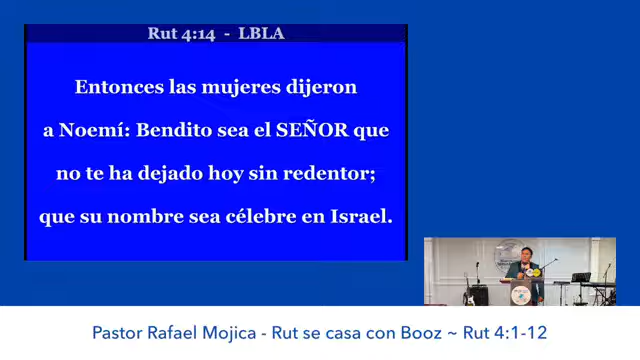 Rut 4:14 - LBLA
Entonces las mujeres dijeron
a Noemí: Bendito sea el SEÑOR que
no te ha dejado hoy sin redentor;
que su nombre sea célebre en Israel.
Pastor Rafael Mojica - Rut se casa con Booz ~ Rut 4:1-12